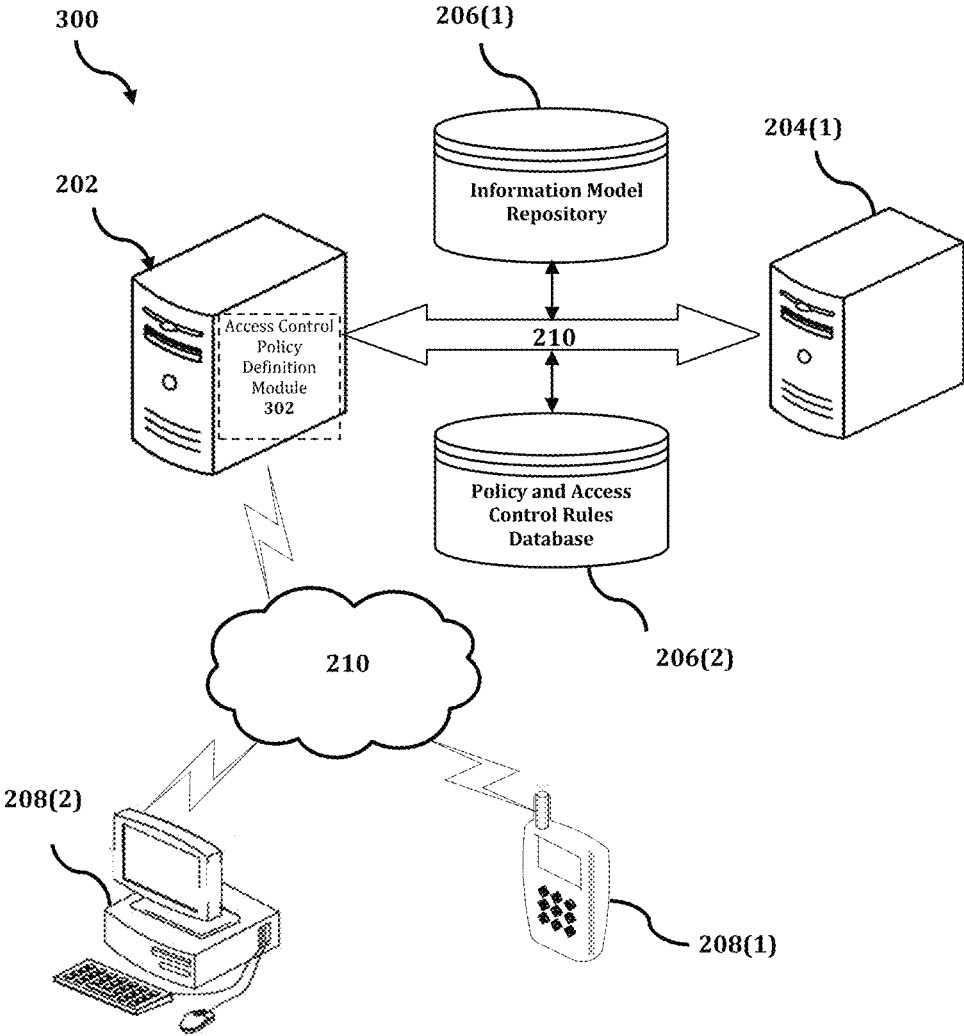 300
206(1)
204(1)
202
Information Model
Repository
Access Control
Policy
Definition
Module
302
210
Policy and Access
Control Rules
Database
206(2)
210
208(2)
208(1)